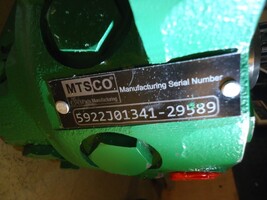 MTSCO Manufacturing Serial Number
5922J01341-29589